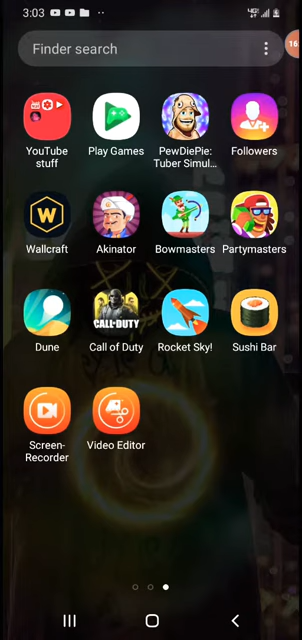 3:03
16
Finder search
YouTube stuff
Play Games
PewDiePie: Tuber Simul...
Followers
W
Wallcraft
Akinator
Bowmasters
Partymasters
CALL OF DUTY
Dune
Call of Duty
Rocket Sky!
Sushi Bar
Screen-Recorder
Video Editor